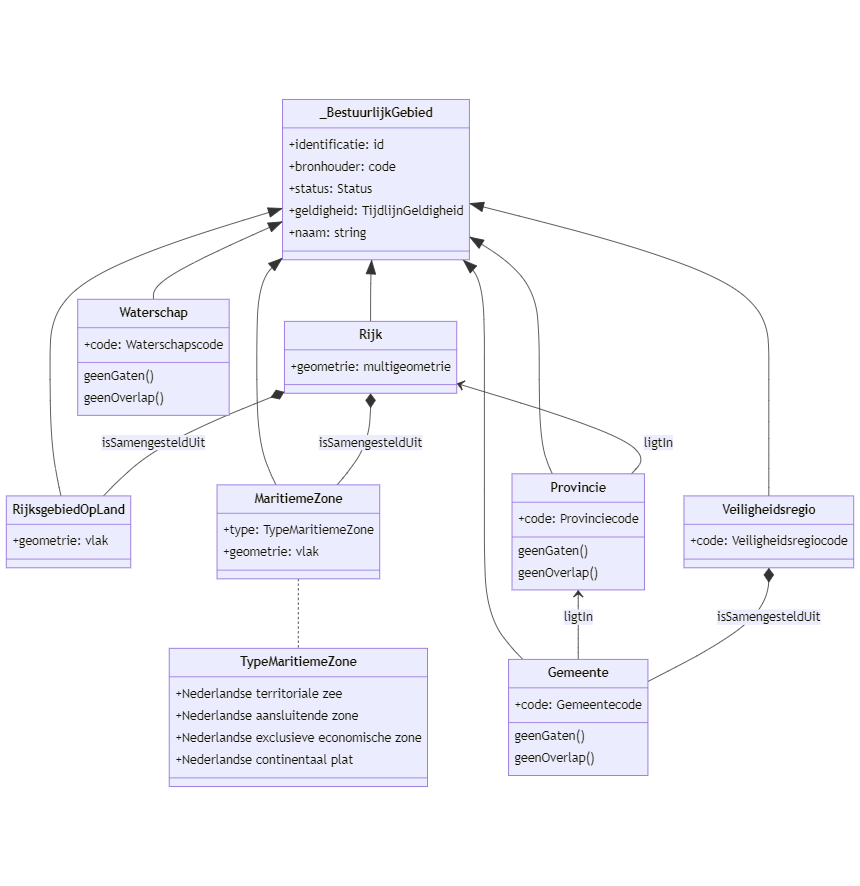 _BestuurlijkGebied
+identificatie: id
+bronhouder: code
+status: Status
+geldigheid: TijdlijnGeldigheid
+naam: string
Waterschap
+code: Waterschapscode
geenGaten()
geenOverlap()
Rijk
+geometrie: multigeometrie
isSamengesteldUit
isSamengesteldUit
ligtIn
RijksgebiedOpLand
+geometrie: vlak
MaritiemeZone
+type: TypeMaritiemeZone
+geometrie: vlak
Provincie
+code: Provinciecode
geenGaten()
geenOverlap()
Veiligheidsregio
+code: Veiligheidsregiocode
ligtIn
isSamengesteldUit
TypeMaritiemeZone
+Nederlandse territoriale zee
+Nederlandse aansluitende zone
+Nederlandse exclusieve economische zone
+Nederlandse continentaal plat
Gemeente
+code: Gemeentecode
geenGaten()
geenOverlap()